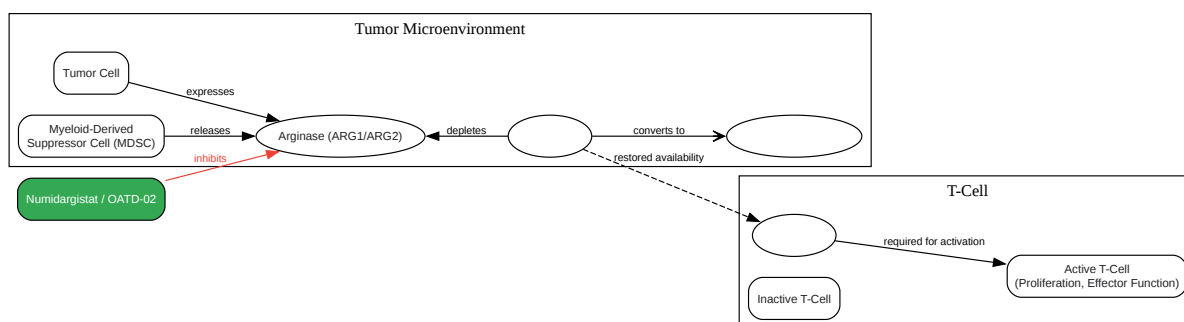 Tumor Microenvironment
Tumor Cell
expresses
Myeloid-Derived
Suppressor Cell (MDSC)
releases
Arginase (ARG1/ARG2)
depletes
converts to
inhibits
restored availability
Numidargistat / OATD-02
T-Cell
required for activation
Active T-Cell
(Proliferation, Effector Function)
Inactive T-Cell